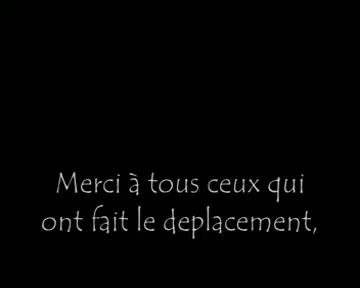 Merci à tous ceux qui
ont fait le deplacement,